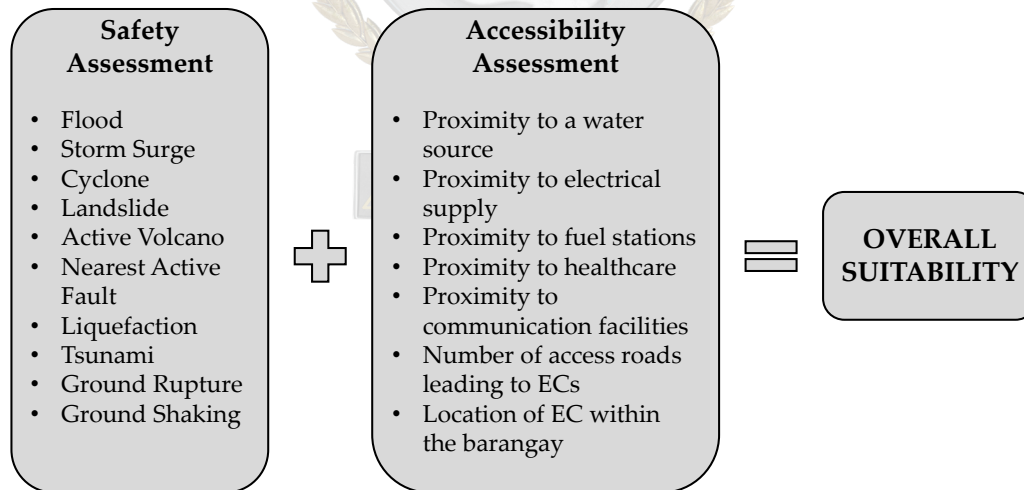 Safety
Assessment
• Flood
• Storm Surge
• Cyclone
• Landslide
• Active Volcano
• Nearest Active
Fault
• Liquefaction
• Tsunami
• Ground Rupture
• Ground Shaking
Accessibility
Assessment
• Proximity to a water
source
• Proximity to electrical
supply
• Proximity to fuel stations
• Proximity to healthcare
• Proximity to
communication facilities
• Number of access roads
leading to ECs
• Location of EC within
the barangay
OVERALL
SUITABILITY